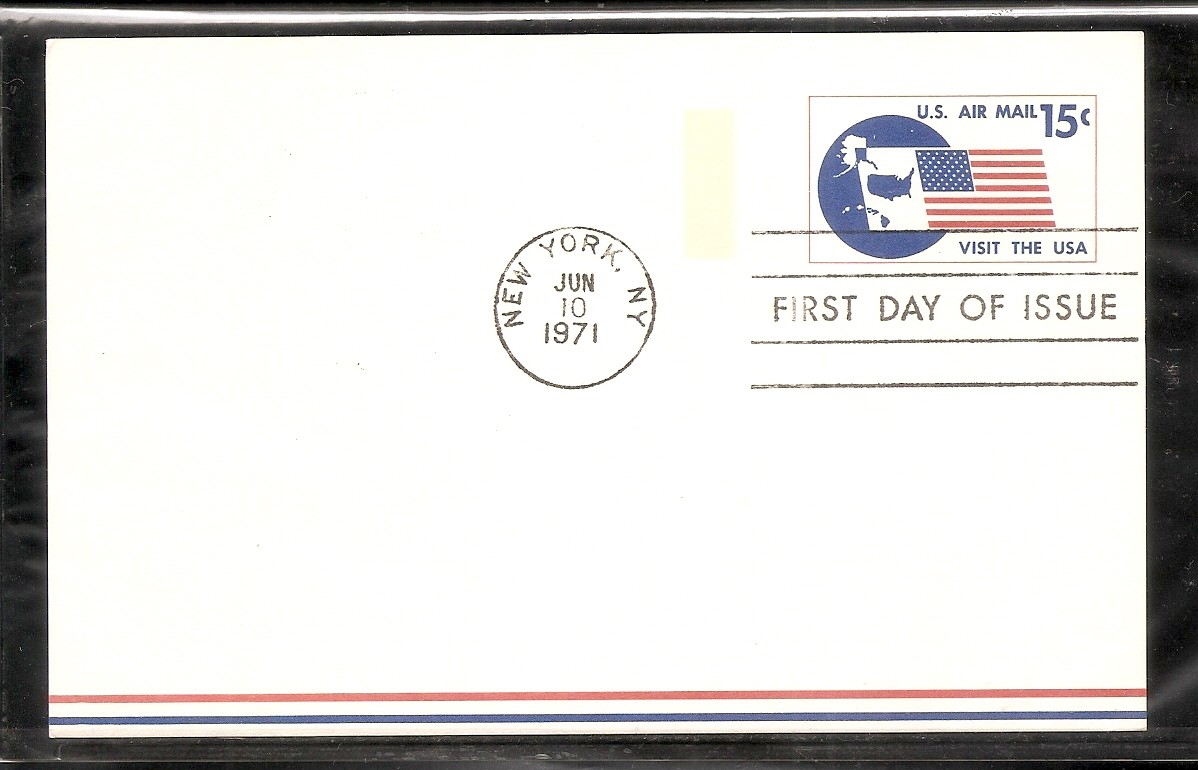 U.S. AIR MAIL 15¢
VISIT THE USA
NEW YORK, NY
JUN
10
1971
FIRST DAY OF ISSUE